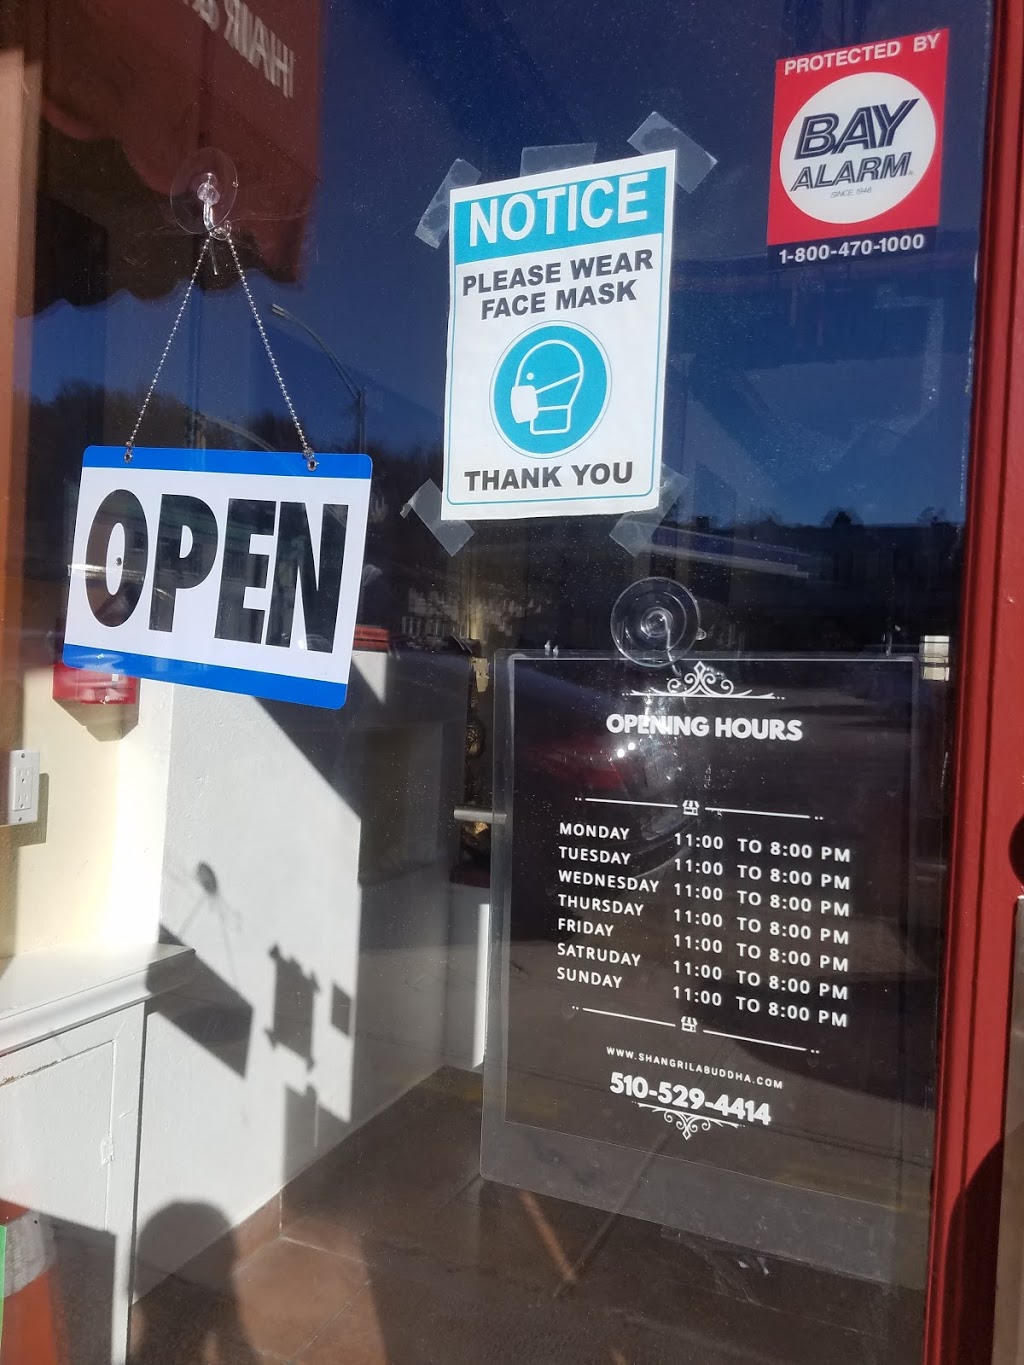 HAIR &
PROTECTED BY
BAY
ALARM
SINCE 1946
1-800-470-1000
NOTICE
PLEASE WEAR
FACE MASK
THANK YOU
OPEN
OPENING HOURS
MONDAY 11:00 TO 8:00 PM
TUESDAY 11:00 TO 8:00 PM
WEDNESDAY 11:00 TO 8:00 PM
THURSDAY 11:00 TO 8:00 PM
FRIDAY 11:00 TO 8:00 PM
SATRUDAY 11:00 TO 8:00 PM
SUNDAY 11:00 TO 8:00 PM
WWW.SHANGRILABUDDHA.COM
510-529-4414